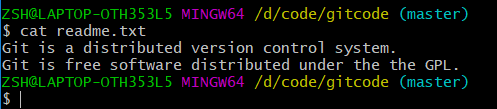 ZSH@LAPTOP-OTH353L5 MINGW64 /d/code/gitcode (master)
$ cat readme.txt
Git is a distributed version control system.
Git is free software distributed under the the GPL.
ZSH@LAPTOP-OTH353L5 MINGW64 /d/code/gitcode (master)
$